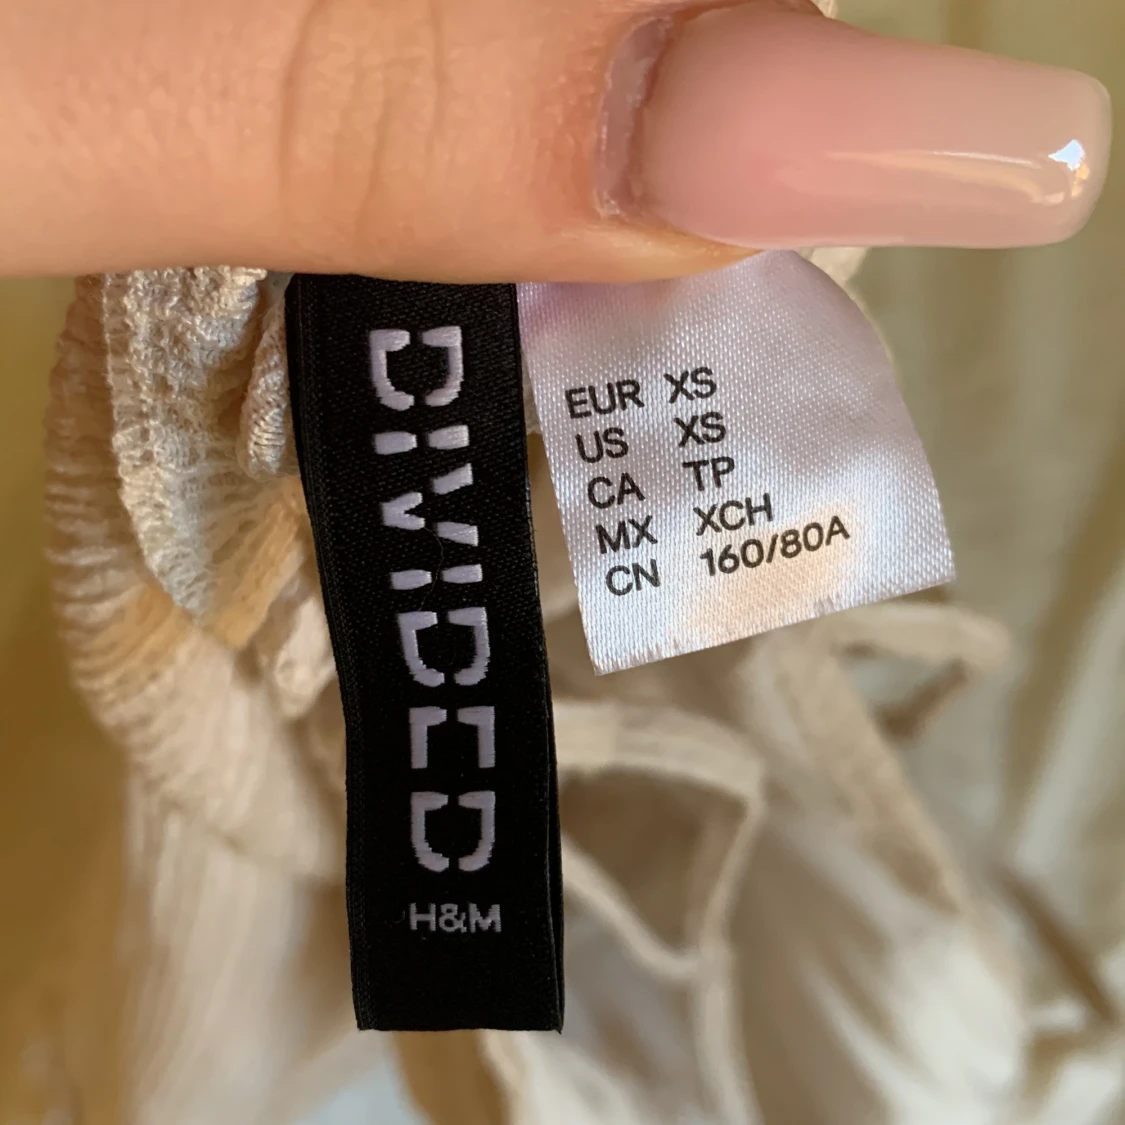 DIVIDED
H&M
EUR XS
US XS
CA TP
MX XCH
CN 160/80A